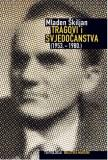 Mladen Škiljan
TRAGOVI I
SVJEDOČANSTVA
(1953. – 1980.)